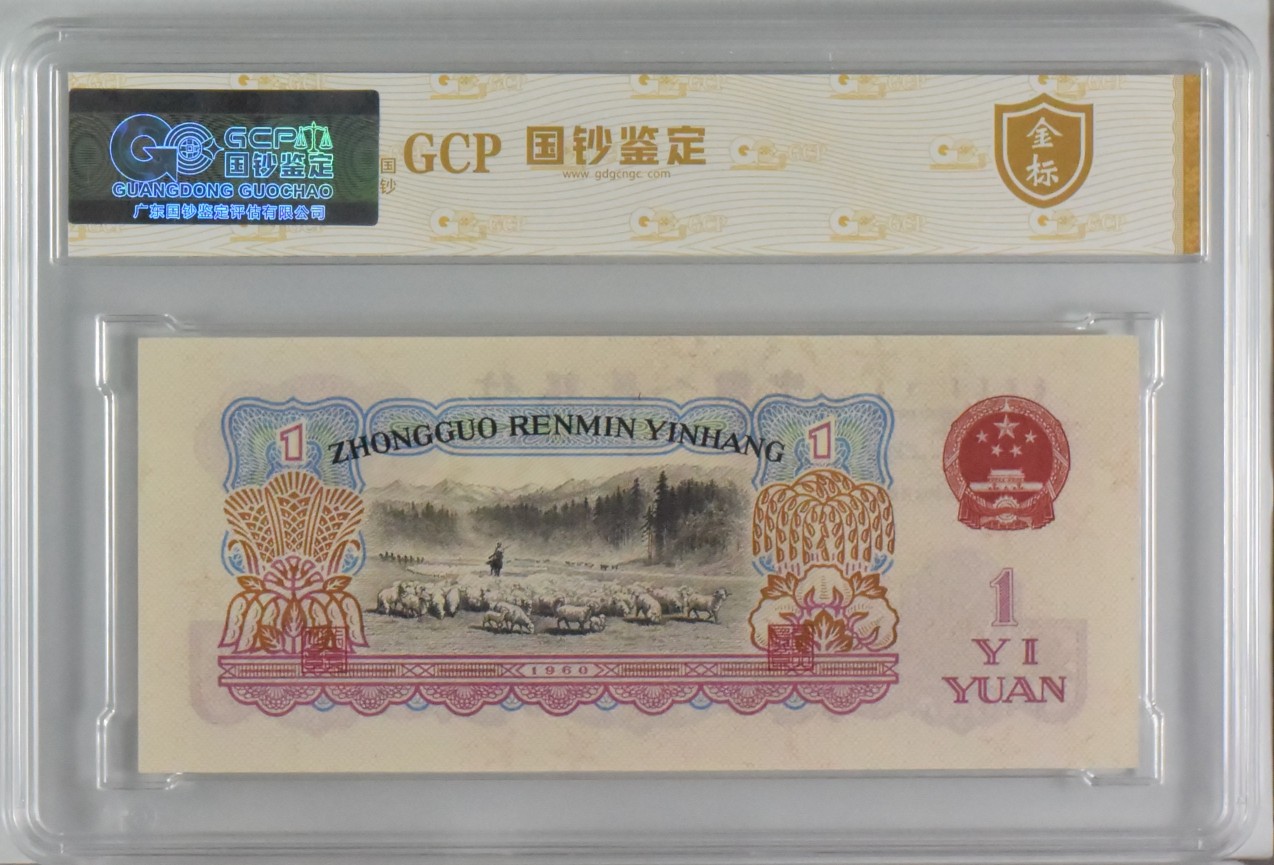 GCP
国钞鉴定
GUANGDONG GUOCHAO
广东国钞鉴定评估有限公司
国钞
GCP 国钞鉴定
www.gdgcngc.com
金标
1 ZHONGGUO RENMIN YINHANG 1
1960
1
YI
YUAN